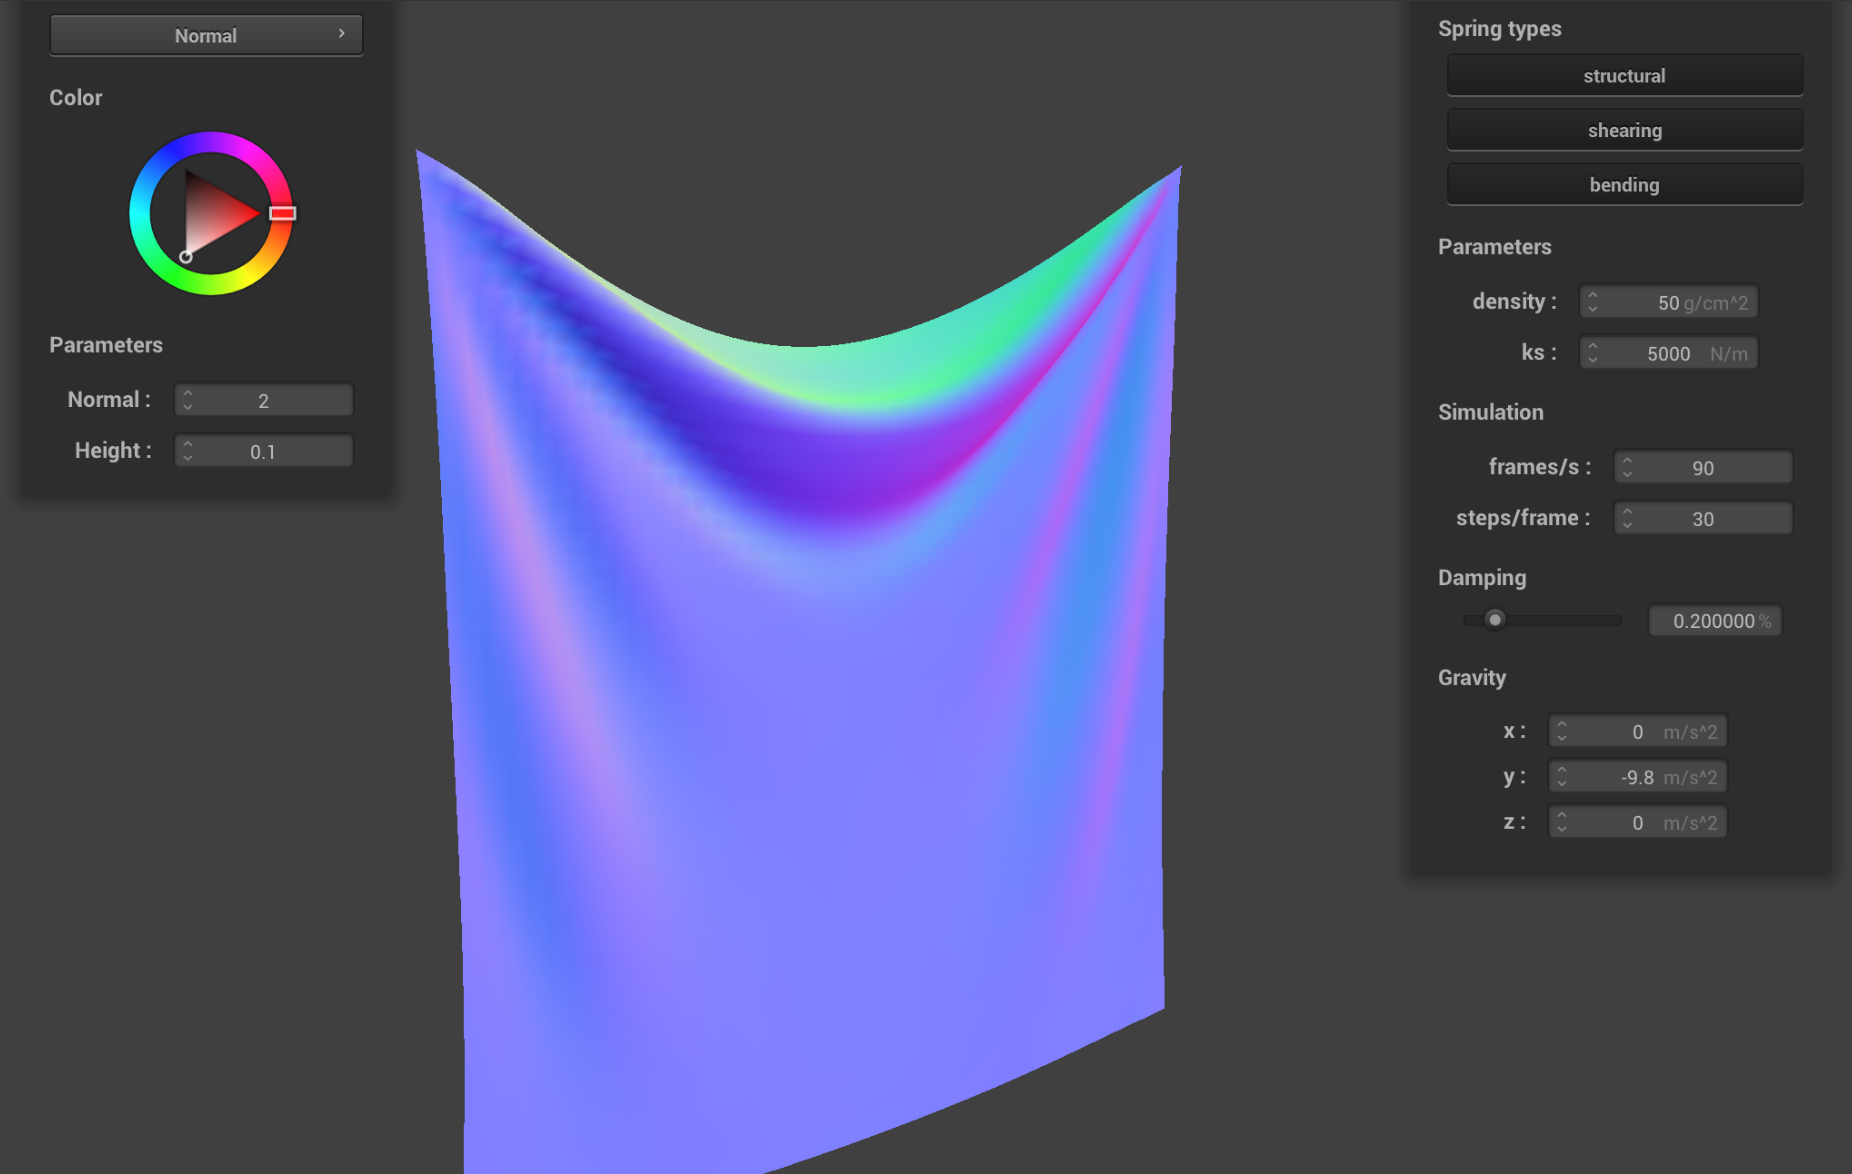 Normal
Color
Parameters
Normal : 2
Height : 0.1
Spring types
structural
shearing
bending
Parameters
density : 50 g/cm^2
ks : 5000 N/m
Simulation
frames/s : 90
steps/frame : 30
Damping
0.200000 %
Gravity
x : 0 m/s^2
y : -9.8 m/s^2
z : 0 m/s^2